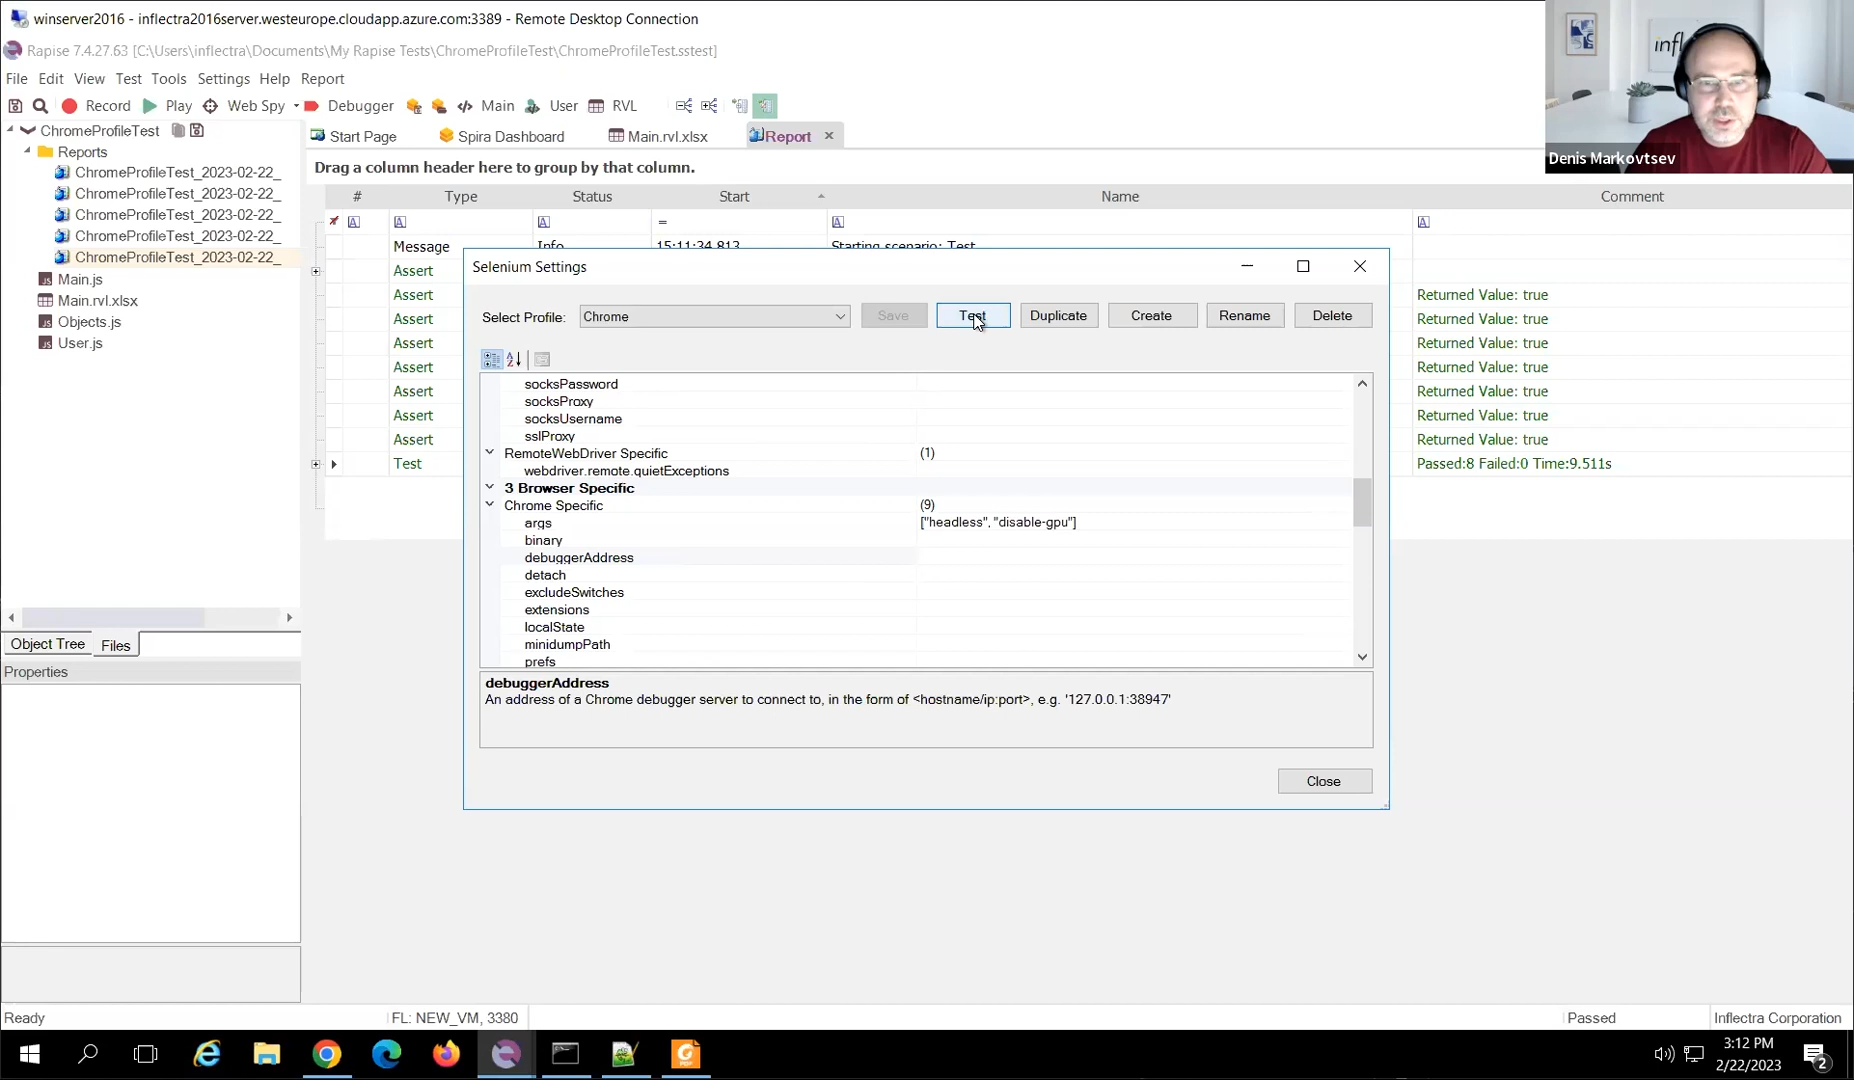 winserver2016 - inflectra2016server.westeurope.cloudapp.azure.com:3389 - Remote Desktop Connection
Rapise 7.4.27.63 [C:\Users\inflectra\Documents\My Rapise Tests\ChromeProfileTest\ChromeProfileTest.sstest]
File Edit View Test Tools Settings Help Report
Record Play Web Spy Debugger Main User RVL
ChromeProfileTest
Start Page Spira Dashboard Main.rvl.xlsx Report
Denis Markovtsev
Reports
ChromeProfileTest_2023-02-22_
ChromeProfileTest_2023-02-22_
ChromeProfileTest_2023-02-22_
ChromeProfileTest_2023-02-22_
ChromeProfileTest_2023-02-22_
Main.js
Main.rvl.xlsx
Objects.js
User.js
Drag a column header here to group by that column.
# Type Status Start Name Comment
=
Message Info 15:11:34.813 Starting scenario: Test
Assert
Assert Returned Value: true
Assert Returned Value: true
Assert Returned Value: true
Assert Returned Value: true
Assert Returned Value: true
Assert Returned Value: true
Assert Returned Value: true
Test Passed:8 Failed:0 Time:9.511s
Selenium Settings
Select Profile: Chrome Save Test Duplicate Create Rename Delete
socksPassword
socksProxy
socksUsername
sslProxy
RemoteWebDriver Specific (1)
webdriver.remote.quietExceptions
3 Browser Specific
Chrome Specific (9)
args ["headless", "disable-gpu"]
binary
debuggerAddress
detach
excludeSwitches
extensions
localState
minidumpPath
prefs
debuggerAddress
An address of a Chrome debugger server to connect to, in the form of <hostname/ip:port>, e.g. '127.0.0.1:38947'
Close
Object Tree Files
Properties
Ready FL: NEW_VM, 3380 Passed Inflectra Corporation
3:12 PM
2/22/2023
2